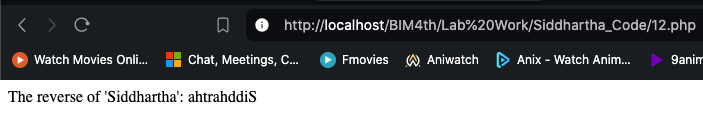 http://localhost/BIM4th/Lab%20Work/Siddhartha_Code/12.php
Watch Movies Onli... Chat, Meetings, C... Fmovies Aniwatch Anix - Watch Anim... 9anim
The reverse of 'Siddhartha': ahtrahddiS